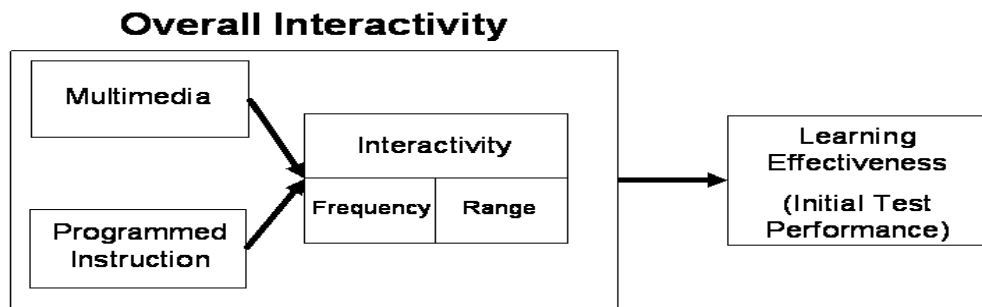 Overall Interactivity
Multimedia
Interactivity
Frequency
Range
Programmed
Instruction
Learning
Effectiveness
(Initial Test
Performance)